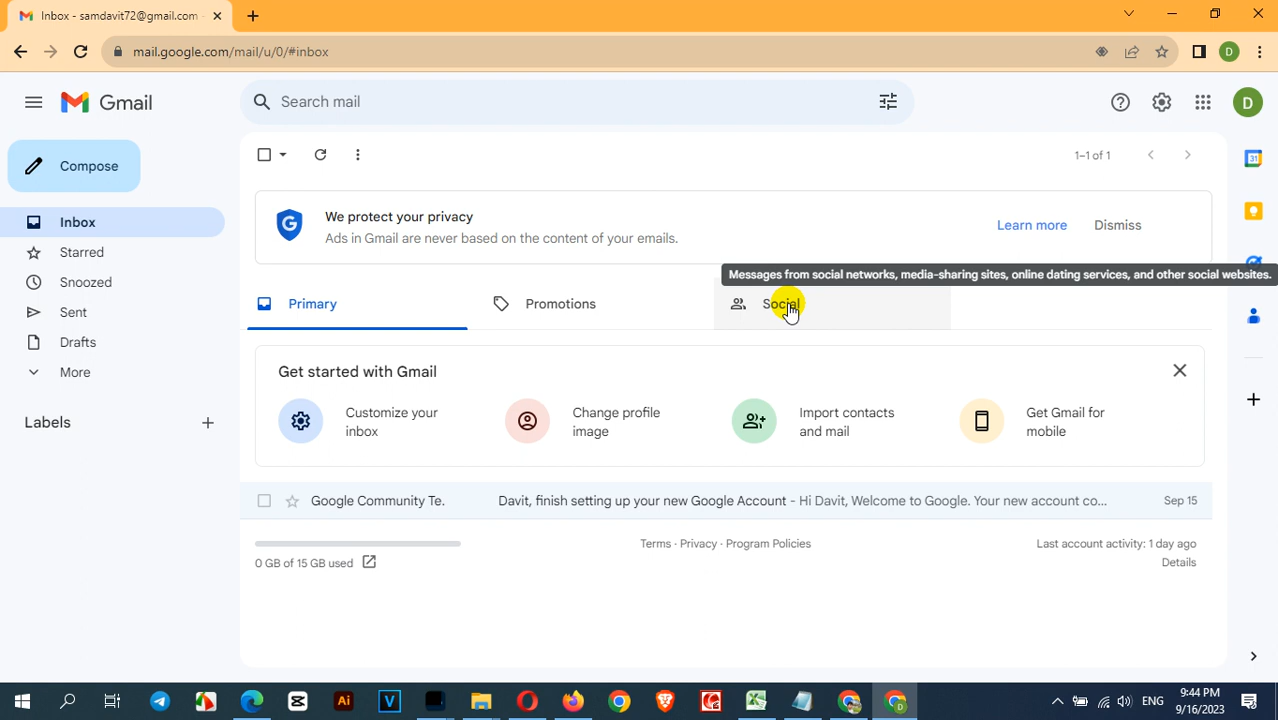 Inbox - samdavit72@gmail.com -
mail.google.com/mail/u/0/#inbox
D
Gmail
Search mail
D
Compose
1–1 of 1
We protect your privacy
Ads in Gmail are never based on the content of your emails.
Learn more
Dismiss
Inbox
Starred
Snoozed
Sent
Drafts
More
Labels
31
Messages from social networks, media-sharing sites, online dating services, and other social websites.
Primary
Promotions
Social
Get started with Gmail
Customize your
inbox
Change profile
image
Import contacts
and mail
Get Gmail for
mobile
Google Community Te.
Davit, finish setting up your new Google Account - Hi Davit, Welcome to Google. Your new account co...
Sep 15
0 GB of 15 GB used
Terms · Privacy · Program Policies
Last account activity: 1 day ago
Details
Ai
V
D
ENG
9:44 PM
9/16/2023